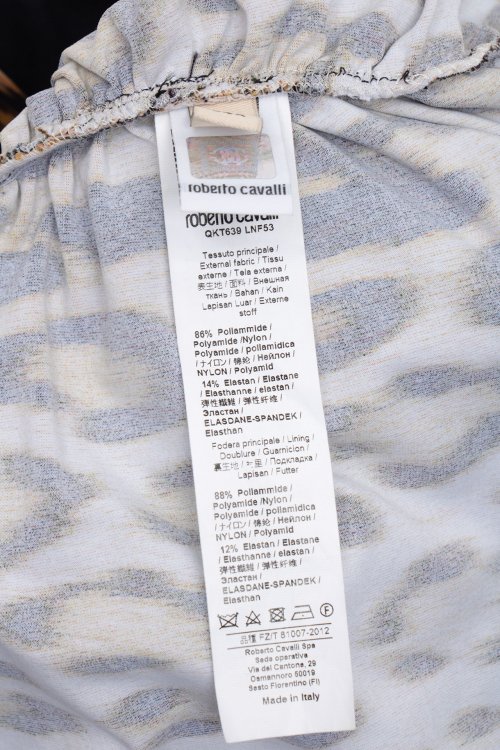 roberto cavalli
roberto cavalli
QKT639 LNF53
Tessuto principale /
External fabric / Tissu
externe / Tela externa /
表生地 / 面料 / Внешная
ткань / Bahan / Kain
Lapisan Luar / Externe
stoff
86% Poliammide /
Polyamide /Nylon /
Polyamide / poliamidica
/ ナイロン / 锦纶 / Нейлон /
NYLON / Polyamid
14% Elastan / Elastane
/ Elasthanne / elastan /
弹性纖維 / 弹性纤维 /
Эластан /
ELASDANE-SPANDEK /
Elasthan
Fodera principale / Lining /
Doublure / Guarnicion /
裏生地 / 衬里 / Подкладка /
Lapisan / Futter
88% Poliammide /
Polyamide /Nylon /
Polyamide / poliamidica
/ ナイロン / 锦纶 / Нейлон /
NYLON / Polyamid
12% Elastan / Elastane
/ Elasthanne / elastan /
弹性纖維 / 弹性纤维 /
Эластан /
ELASDANE-SPANDEK /
Elasthan
品種 FZ/T 81007-2012
Roberto Cavalli Spa
Sede operativa
Via del Cantone, 29
Osmannoro 50019
Sesto Fiorentino (FI)
Made in Italy